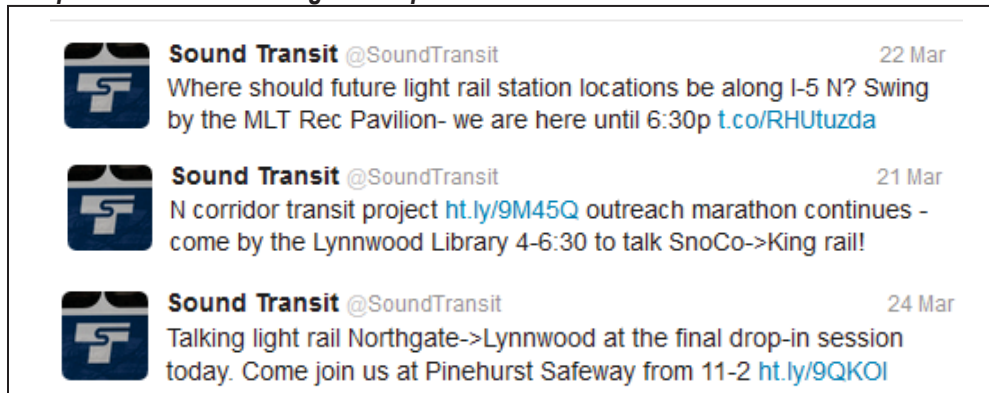 Sound Transit @SoundTransit 22 Mar
Where should future light rail station locations be along I-5 N? Swing
by the MLT Rec Pavilion- we are here until 6:30p t.co/RHUtuzda
Sound Transit @SoundTransit 21 Mar
N corridor transit project ht.ly/9M45Q outreach marathon continues -
come by the Lynnwood Library 4-6:30 to talk SnoCo->King rail!
Sound Transit @SoundTransit 24 Mar
Talking light rail Northgate->Lynnwood at the final drop-in session
today. Come join us at Pinehurst Safeway from 11-2 ht.ly/9QKOI